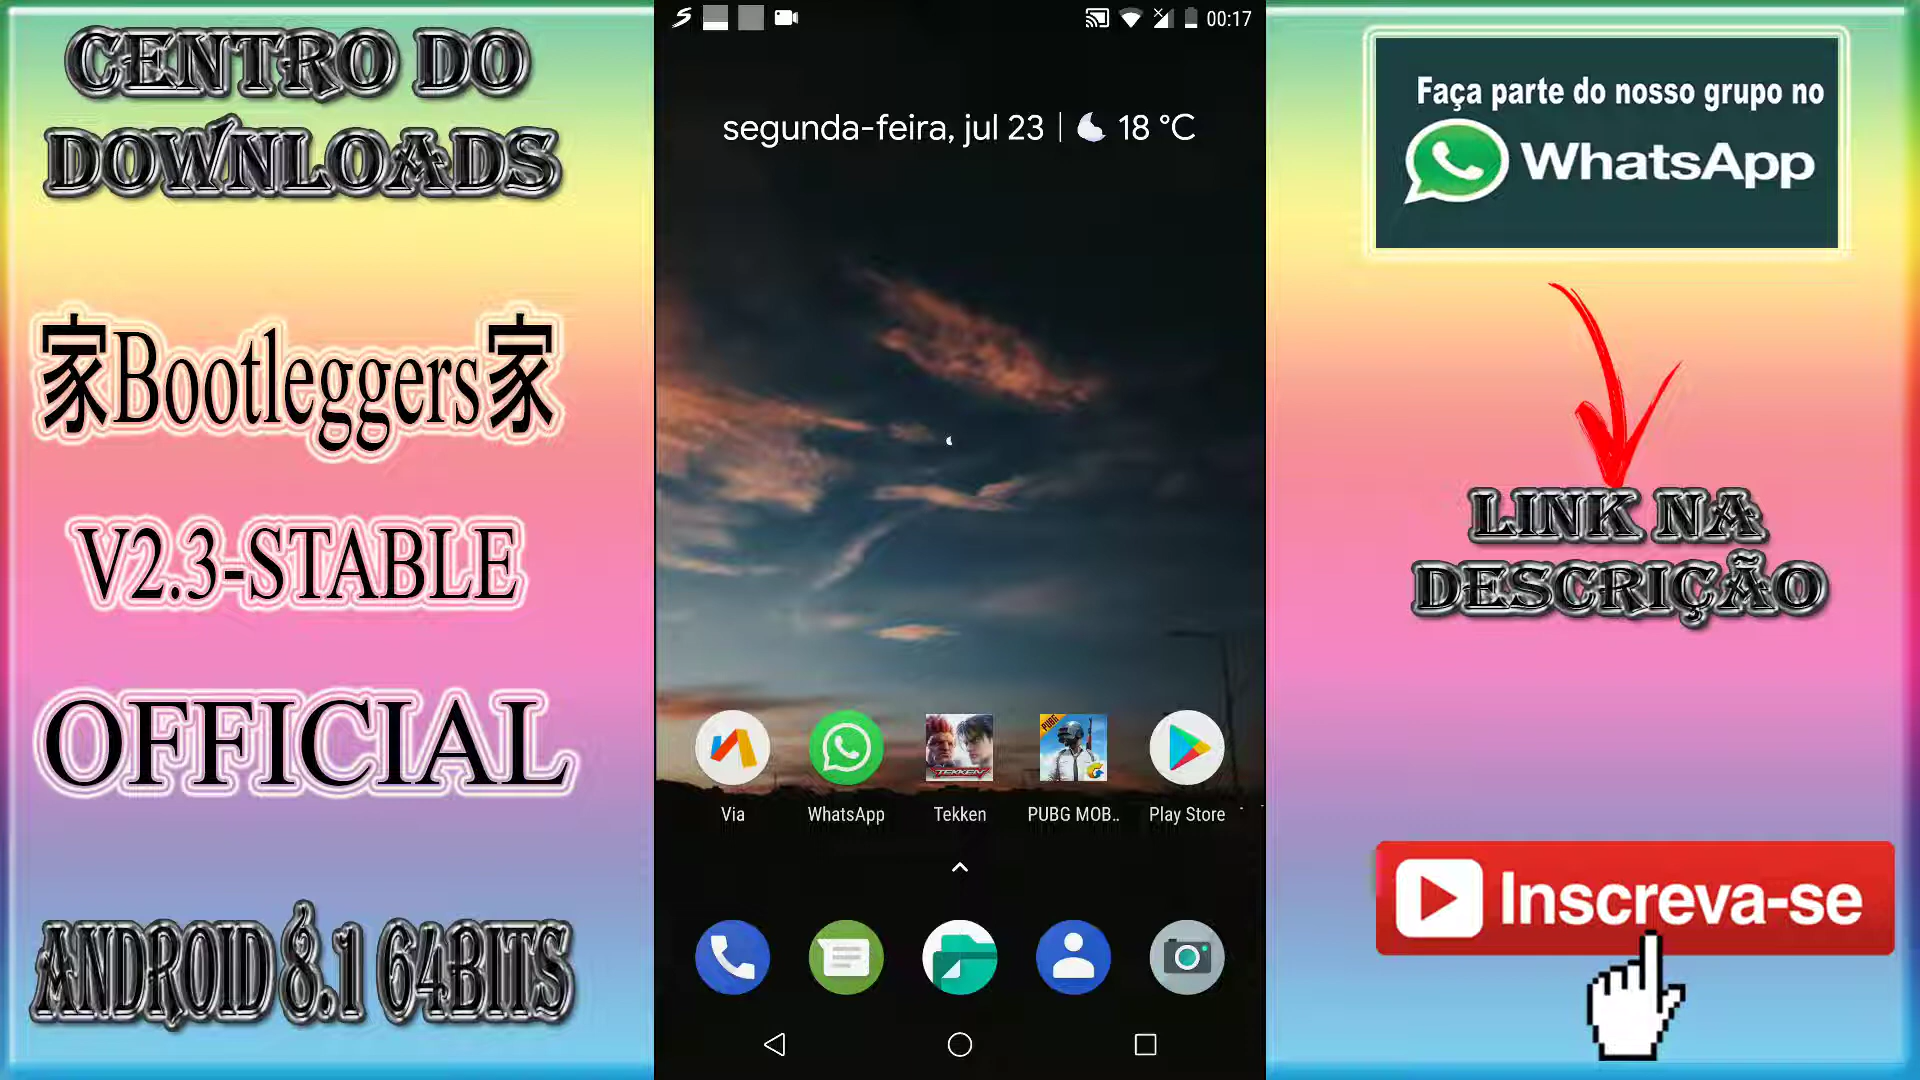 CENTRO DO
DOWNLOADS
家Bootleggers家
V2.3-STABLE
OFFICIAL
ANDROID 8.1 64BITS
00:17
segunda-feira, jul 23 | 18 °C
TEKKEN
PUBG
Via
WhatsApp
Tekken
PUBG MOB..
Play Store
Faça parte do nosso grupo no
WhatsApp
LINK NA
DESCRIÇÃO
Inscreva-se